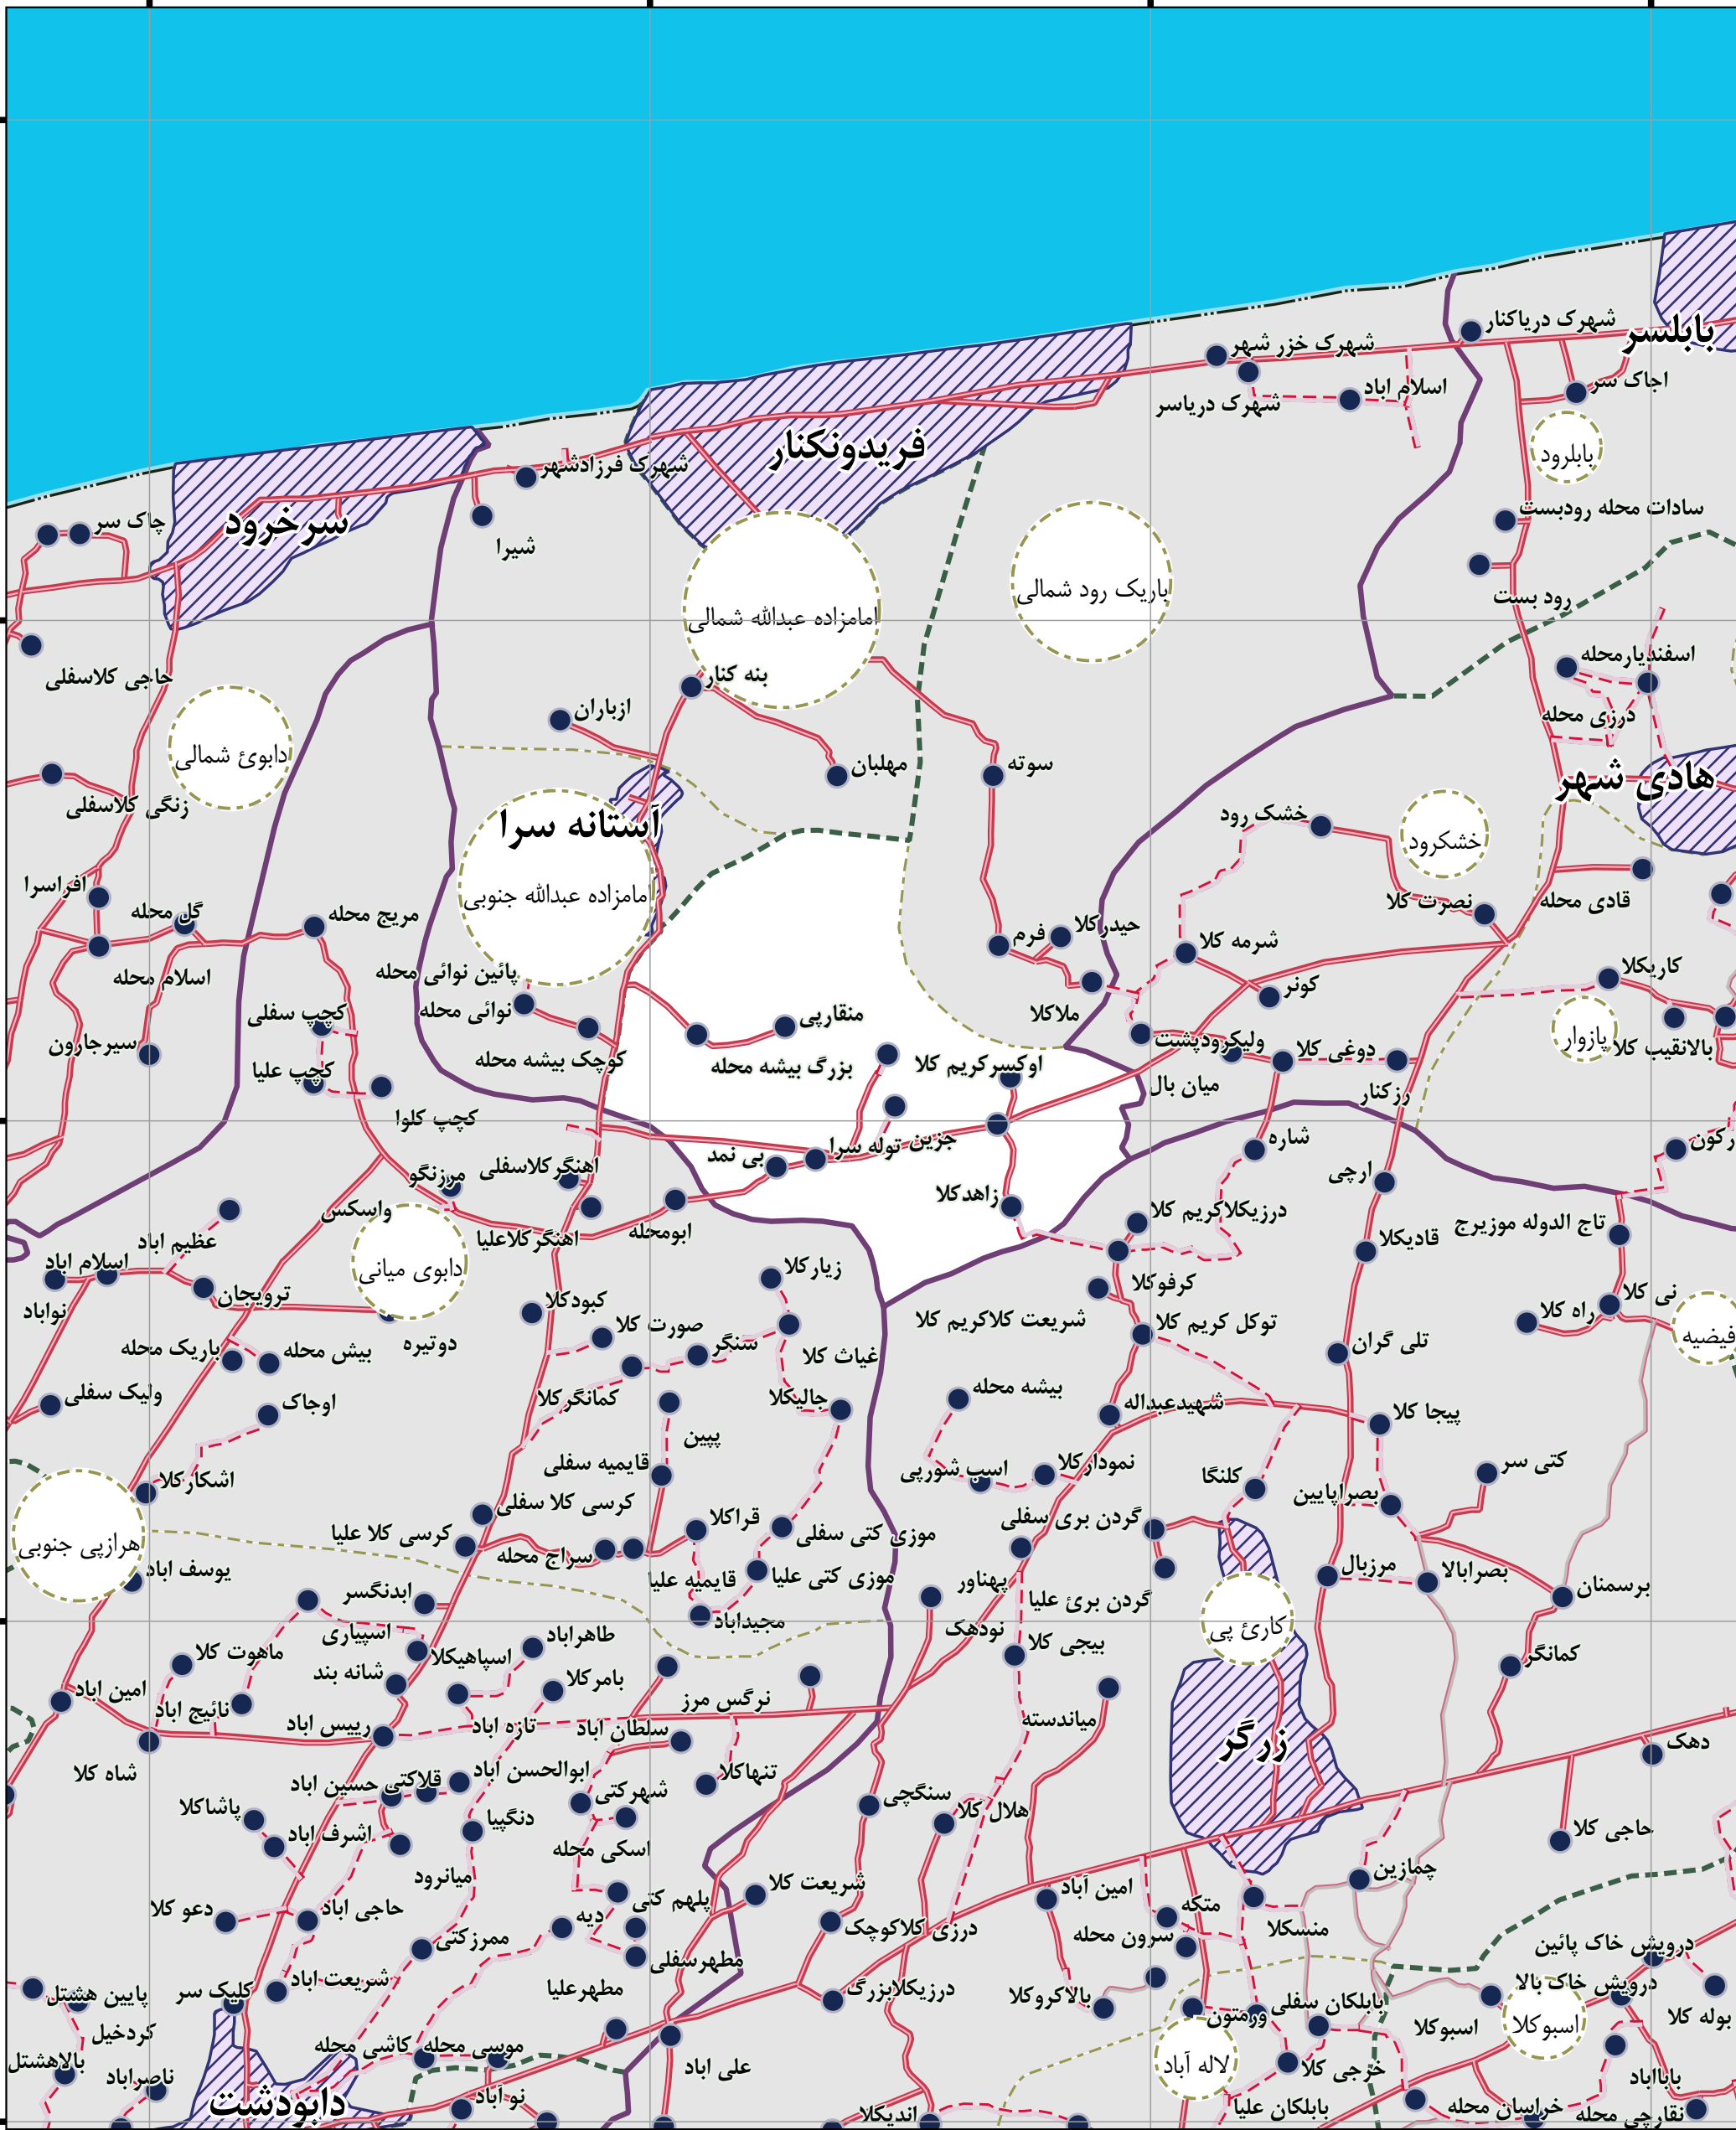 شهرک دریاکنار
بابلسر
شهرک خزر شهر
اجاک سر
اسلام اباد
شهرک دریاسر
فریدونکنار
بابلرود
شهرک فرزادشهر
سادات محله رودبست
سرخرود
چاک سر
شیرا
باریک رود شمالی
رود بست
امامزاده عبدالله شمالی
اسفندیارمحله
حاجی کلاسفلی
بنه کنار
ازباران
درزی محله
دابوئ شمالی
مهلبان
سوته
هادی شهر
زنگی کلاسفلی
خشک رود
آستانه سرا
خشکرود
افراسرا
امامزاده عبدالله جنوبی
نصرت کلا
قادی محله
گل محله
مریج محله
حیدرکلا
فرم
شرمه کلا
کاریکلا
اسلام محله
پائین نوائی محله
کونر
کچپ سفلی
نوائی محله
منقارپی
ملاکلا
پازوار
سیرجارون
کوچک بیشه محله
بزرگ بیشه محله
اوکسرکریم کلا
ولیکرودپشت
دوغی کلا
بالانقیب کلا
کچپ علیا
میان بال
رزکنار
کچپ کلوا
شاره
رکون
جزین
توله سرا
بی نمد
اهنگرکلاسفلی
مرزنگو
ارچی
زاهدکلا
واسکس
درزیکلاکریم کلا
تاج الدوله موزیرج
ابومحله
اهنگرکلاعلیا
قادیکلا
عظیم اباد
اسلام اباد
دابوی میانی
زیارکلا
کرفوکلا
نی کلا
ترویجان
نواباد
کبودکلا
راه کلا
شریعت کلاکریم کلا
توکل کریم کلا
فیضیه
صورت کلا
سنگر
تلی گران
دوتیره
بیش محله
باریک محله
غیاث کلا
ولیک سفلی
کمانگرکلا
جالیکلا
بیشه محله
شهیدعبداله
پیجا کلا
اوجاک
پپین
قایمیه سفلی
نمودارکلا
اسب شورپی
کلنگا
کتی سر
اشکارکلا
بصراپایین
کرسی کلا سفلی
قراکلا
گردن بری سفلی
کرسی کلا علیا
سراج محله
موزی کتی سفلی
هرازپی جنوبی
یوسف اباد
قایمیه علیا
موزی کتی علیا
مرزبال
بصرابالا
برسمنان
پهناور
گردن برئ علیا
ابدنگسر
مجیداباد
نودهک
کارئ پی
اسپیاری
طاهراباد
بیجی کلا
ماهوت کلا
اسپاهیکلا
شانه بند
بامرکلا
کمانگر
امین اباد
نائیج اباد
نرگس مرز
میاندسته
رییس اباد
تازه اباد
سلطان اباد
زرگر
دهک
شاه کلا
تنهاکلا
ابوالحسن اباد
قلاکتی
حسین اباد
شهرکتی
سنگچی
پاشاکلا
دنگپیا
هلال کلا
اشرف اباد
اسکی محله
حاجی کلا
میانرود
شریعت کلا
چمازین
امین آباد
دعو کلا
حاجی اباد
پلهم کتی
دیه
متکه
درزی کلاکوچک
منسکلا
ممرزکتی
سرون محله
درویش خاک پائین
مطهرسفلی
شریعت اباد
مطهرعلیا
درزیکلابزرگ
بالاکروکلا
درویش خاک بالا
کلیک سر
پایین هشتل
بابلکان سفلی
ورمتون
بوله کلا
اسبوکلا
اسبوکلا
کردخیل
موسی محله
کاشی محله
علی اباد
لاله آباد
خرجی کلا
بالاهشتل
ناصراباد
بابااباد
دابودشت
نو آباد
اندیکلا
بابلکان علیا
خراسان محله
نقارچی محله